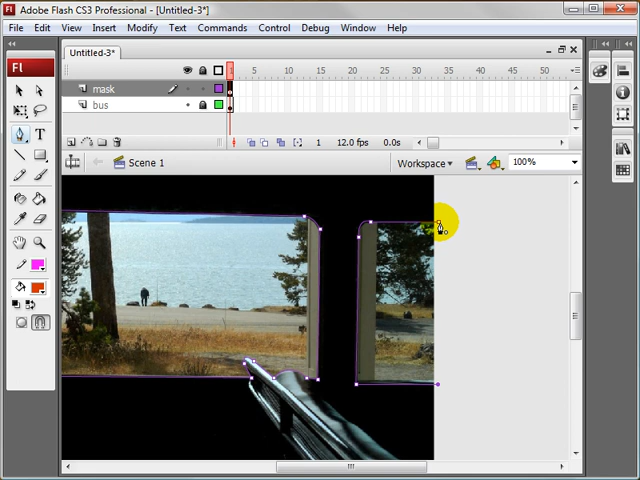 Adobe Flash CS3 Professional - [Untitled-3*]
File Edit View Insert Modify Text Commands Control Debug Window Help
Untitled-3*
Fl
1 5 10 15 20 25 30 35 40 45 50
mask
bus
T
1 12.0 fps 0.0s
Scene 1
Workspace
100%